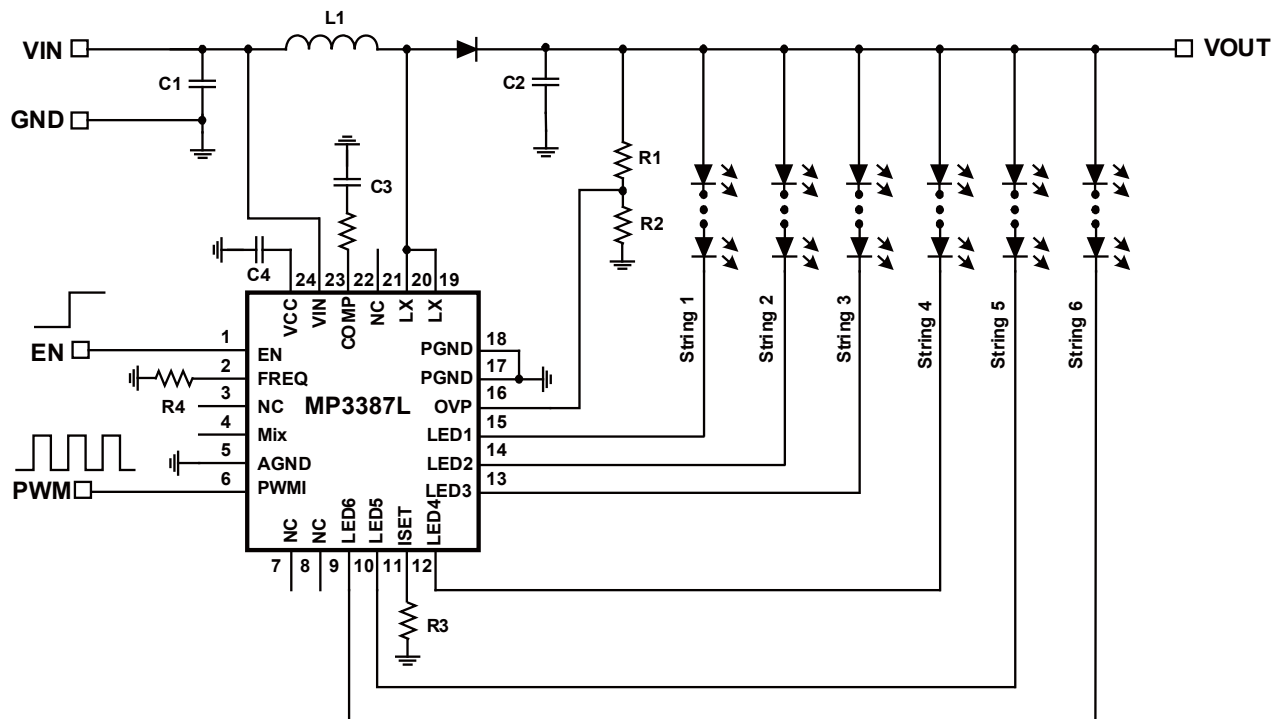 L1
VIN
VOUT
C1
C2
GND
R1
C3
R2
C4
24 23 22 21 20 19
VCC
VIN
COMP
NC
LX
LX
String 1
String 2
String 3
String 4
String 5
String 6
EN
1
EN
PGND
18
2
FREQ
PGND
17
R4
3
NC
MP3387L
OVP
16
4
Mix
LED1
15
5
AGND
LED2
14
PWM
6
PWMI
LED3
13
NC
NC
LED6
LED5
ISET
LED4
7 8 9 10 11 12
R3